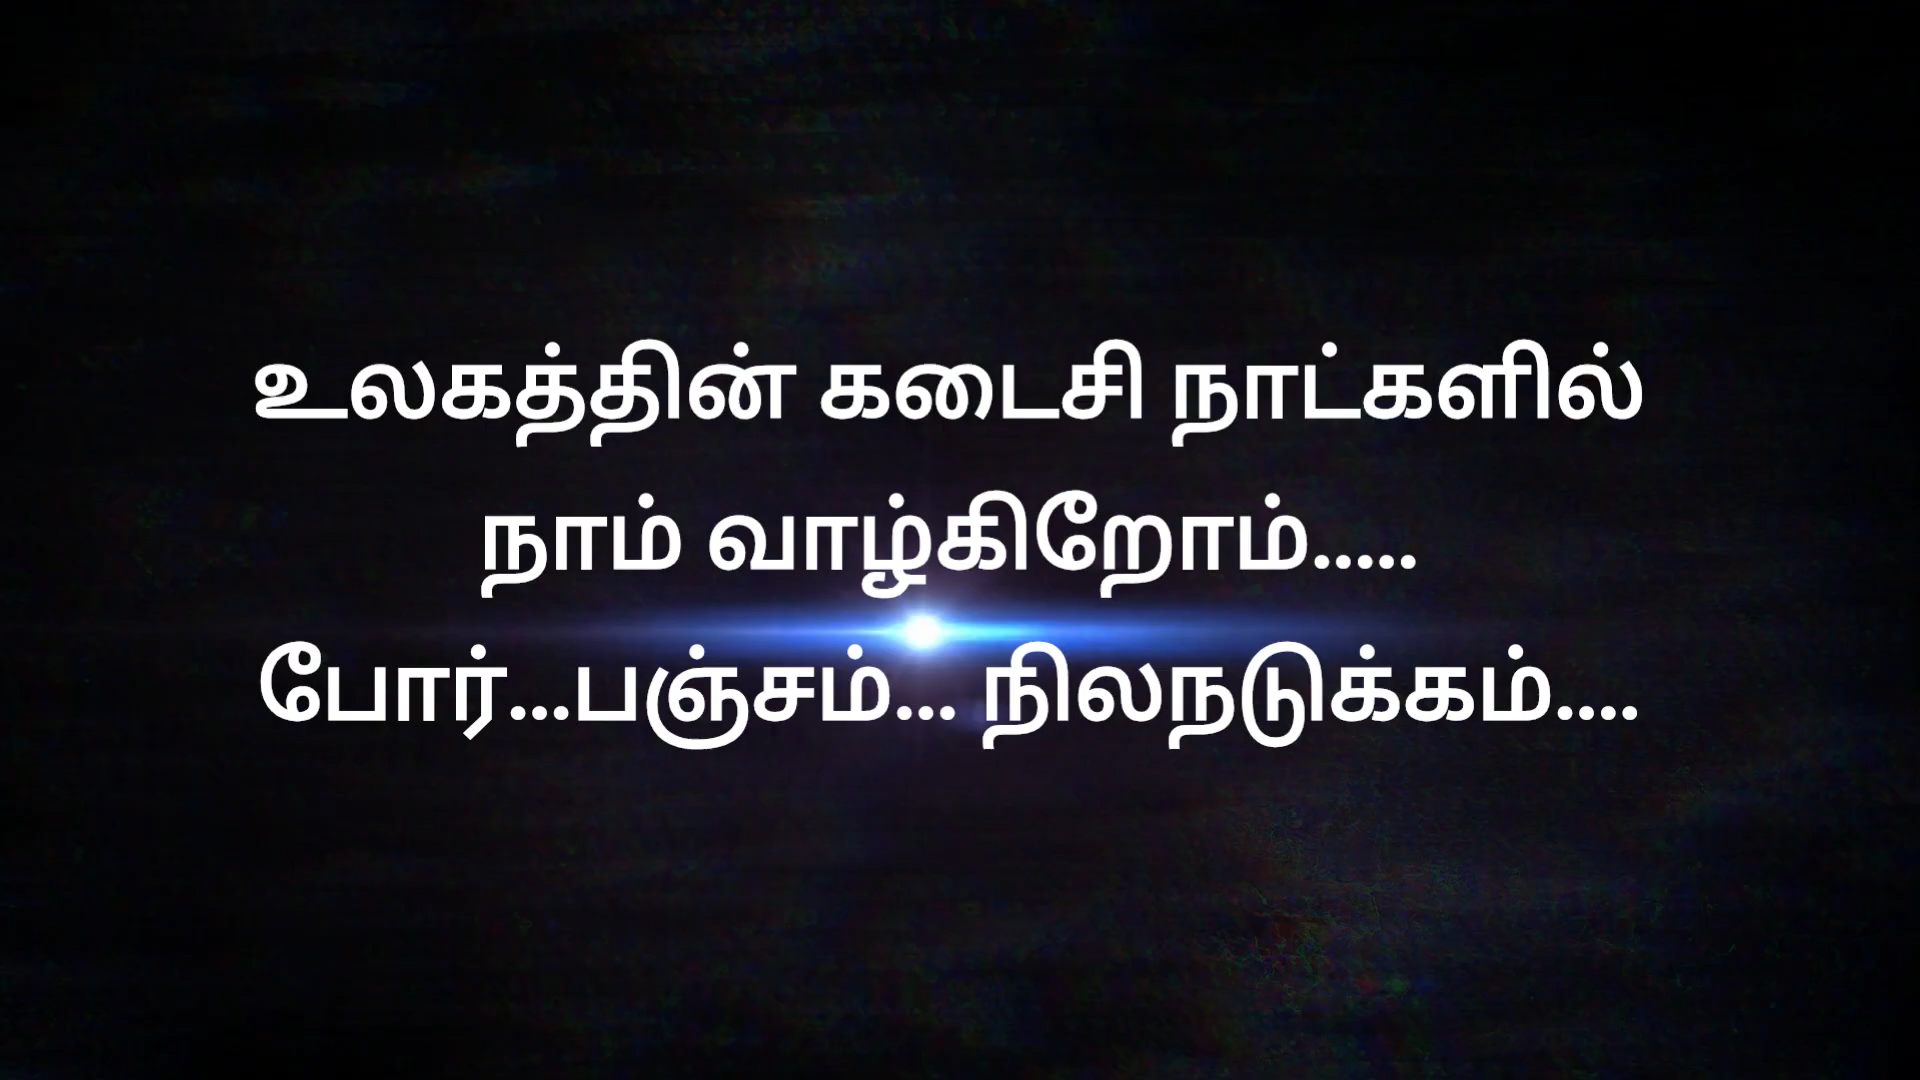 உலகத்தின் கடைசி நாட்களில்
நாம் வாழ்கிறோம்.....
போர்...பஞ்சம்... நிலநடுக்கம்....